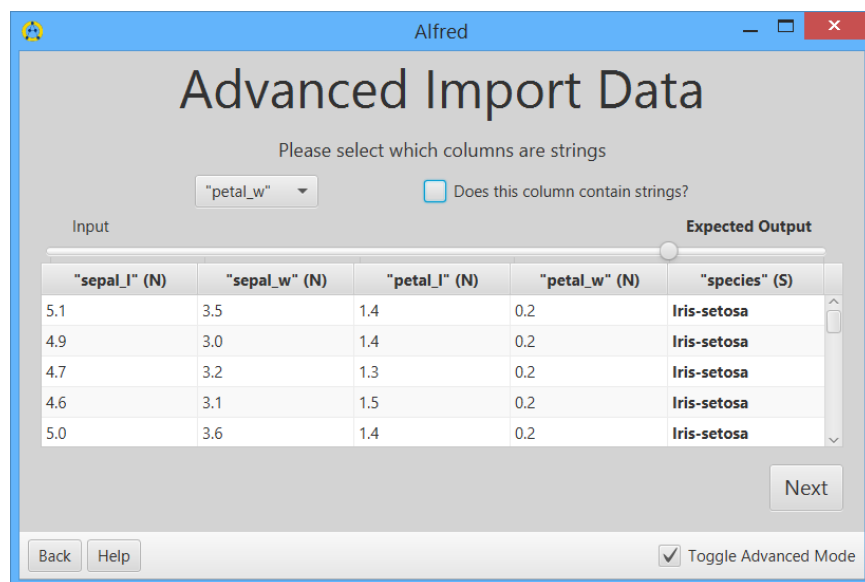 Alfred
Advanced Import Data
Please select which columns are strings
"petal_w" Does this column contain strings?
Input Expected Output
"sepal_l" (N) "sepal_w" (N) "petal_l" (N) "petal_w" (N) "species" (S)
5.1 3.5 1.4 0.2 Iris-setosa
4.9 3.0 1.4 0.2 Iris-setosa
4.7 3.2 1.3 0.2 Iris-setosa
4.6 3.1 1.5 0.2 Iris-setosa
5.0 3.6 1.4 0.2 Iris-setosa
Next
Back Help Toggle Advanced Mode